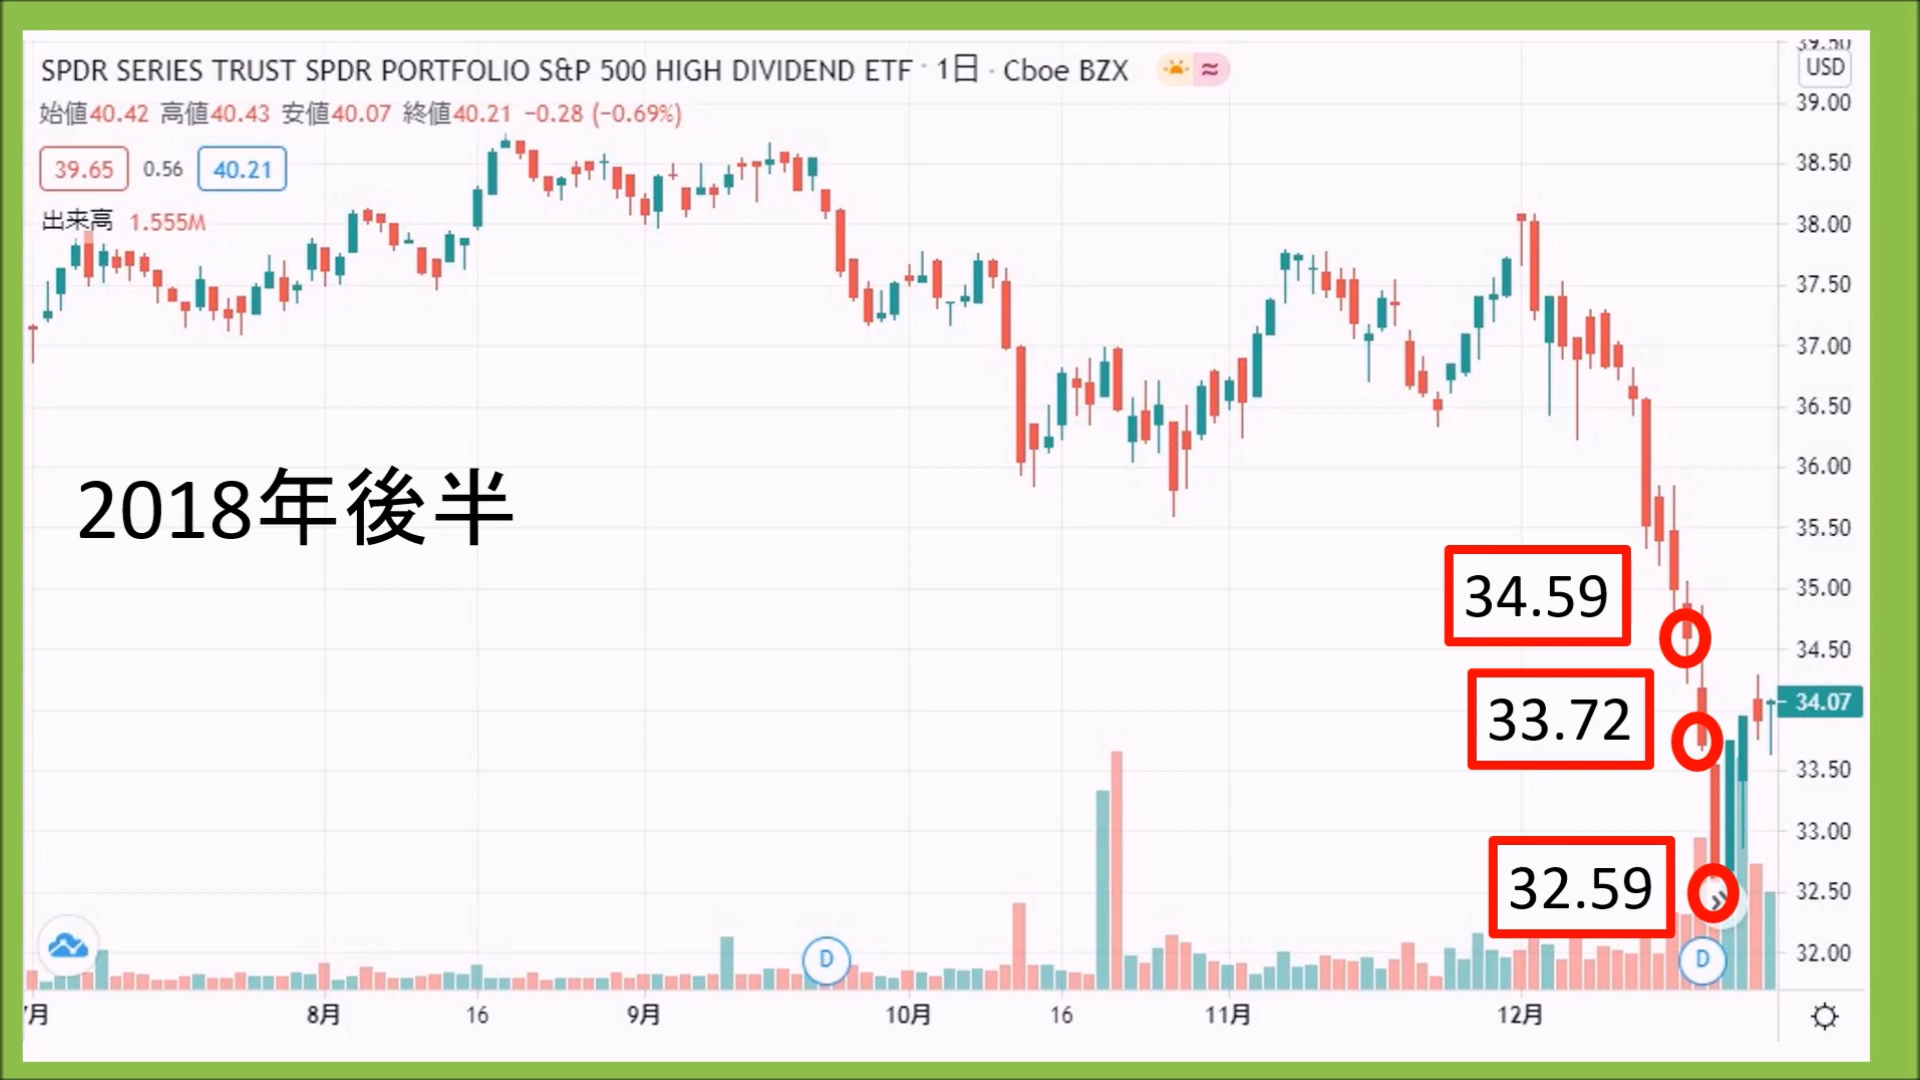 39.50
SPDR SERIES TRUST SPDR PORTFOLIO S&P 500 HIGH DIVIDEND ETF · 1日 · Cboe BZX
USD
始値40.42 高値40.43 安値40.07 終値40.21 −0.28 (−0.69%)
39.00
39.65 0.56 40.21
38.50
出来高 1.555M
38.00
37.50
37.00
36.50
36.00
2018年後半
35.50
34.59
35.00
34.50
33.72
34.07
33.50
33.00
32.59
32.50
D
D
32.00
7月 8月 16 9月 10月 16 11月 12月